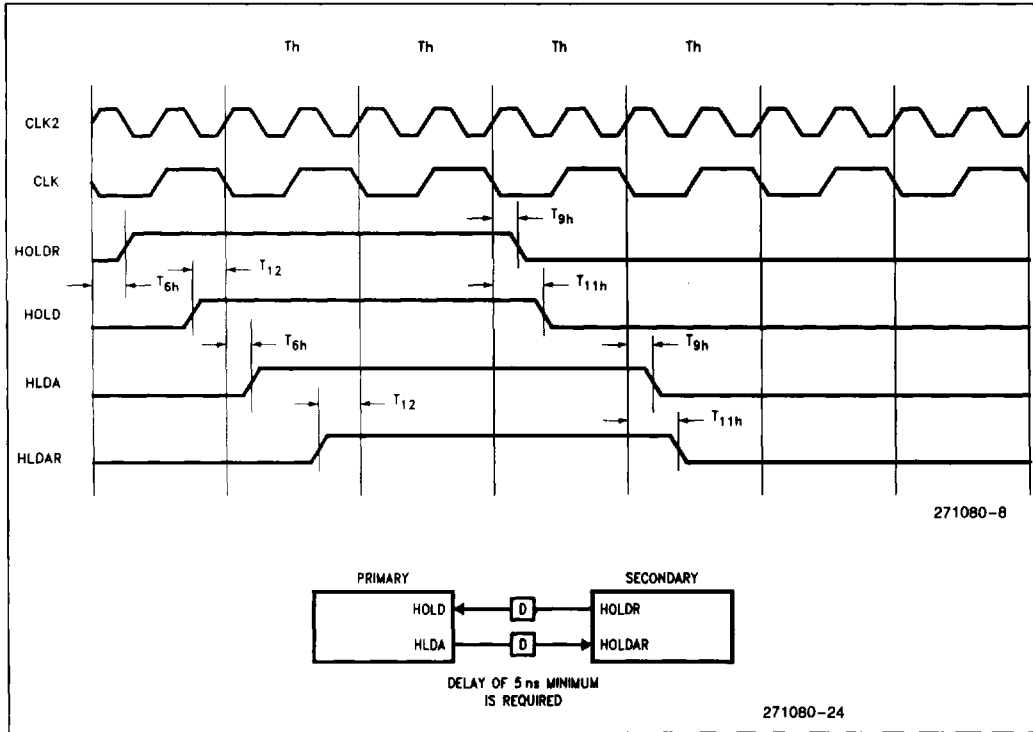 Th Th Th Th
CLK2
CLK
T9h
HOLDR
T6h T12
T11h
HOLD
T6h
T9h
HLDA
T12
T11h
HLDAR
271080-8
PRIMARY SECONDARY
HOLD D HOLDR
HLDA D HOLDAR
DELAY OF 5 ns MINIMUM
IS REQUIRED
271080-24